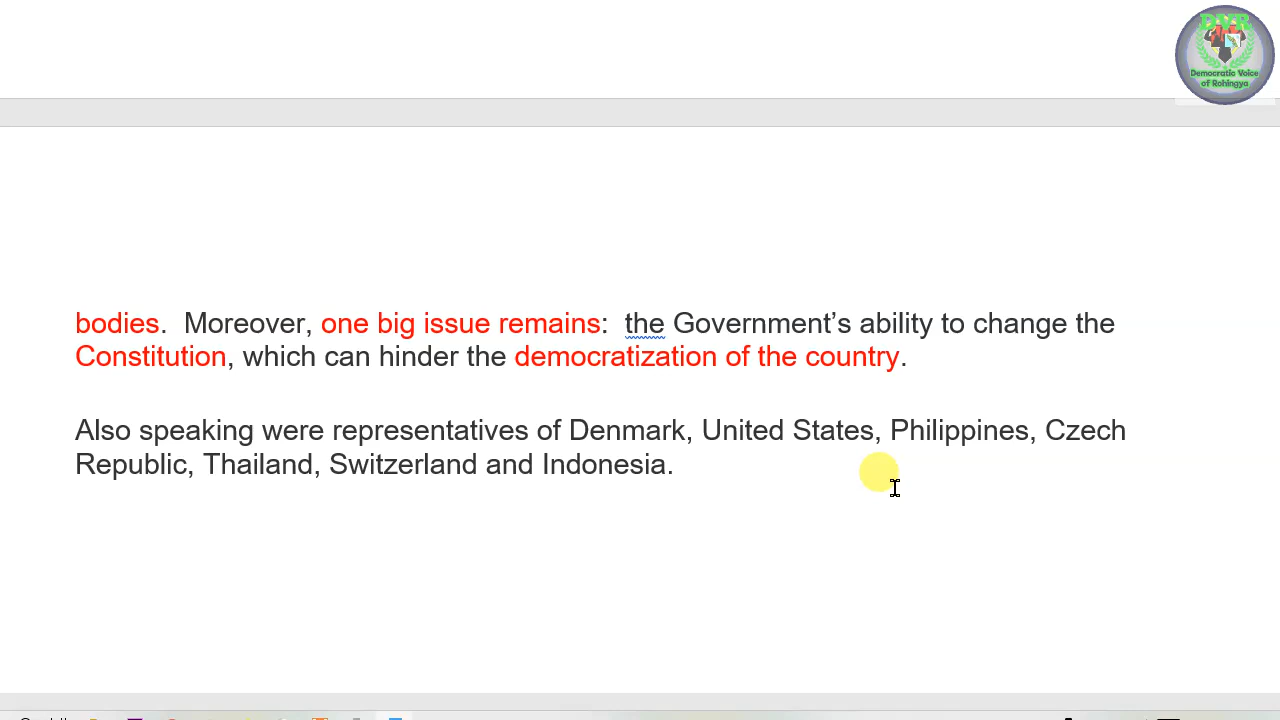 DVR
Democratic Voice
of Rohingya
bodies.  Moreover, one big issue remains:  the Government’s ability to change the
Constitution, which can hinder the democratization of the country.
Also speaking were representatives of Denmark, United States, Philippines, Czech
Republic, Thailand, Switzerland and Indonesia.